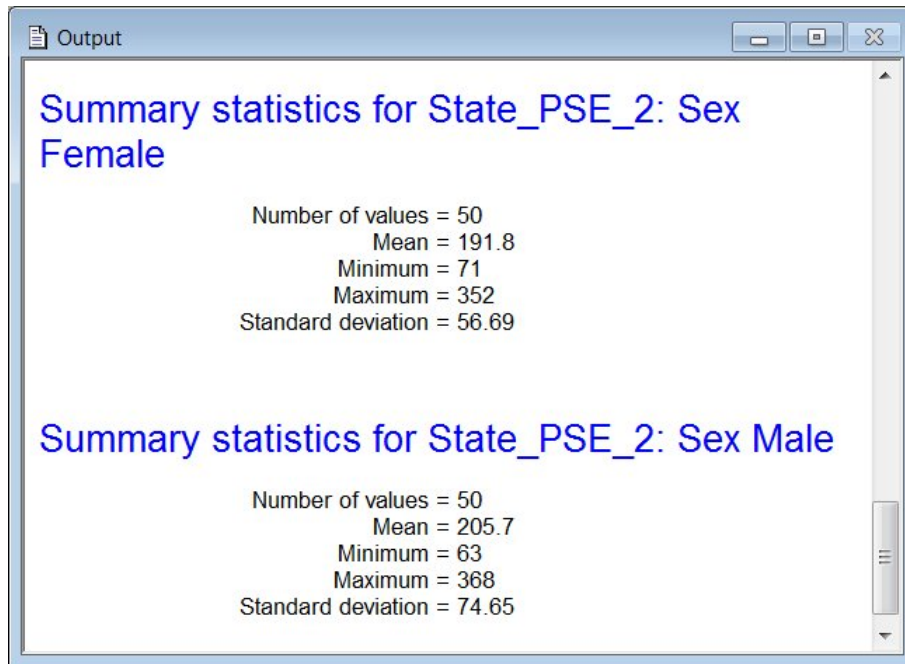 Output
Summary statistics for State_PSE_2: Sex
Female
Number of values = 50
Mean = 191.8
Minimum = 71
Maximum = 352
Standard deviation = 56.69
Summary statistics for State_PSE_2: Sex Male
Number of values = 50
Mean = 205.7
Minimum = 63
Maximum = 368
Standard deviation = 74.65